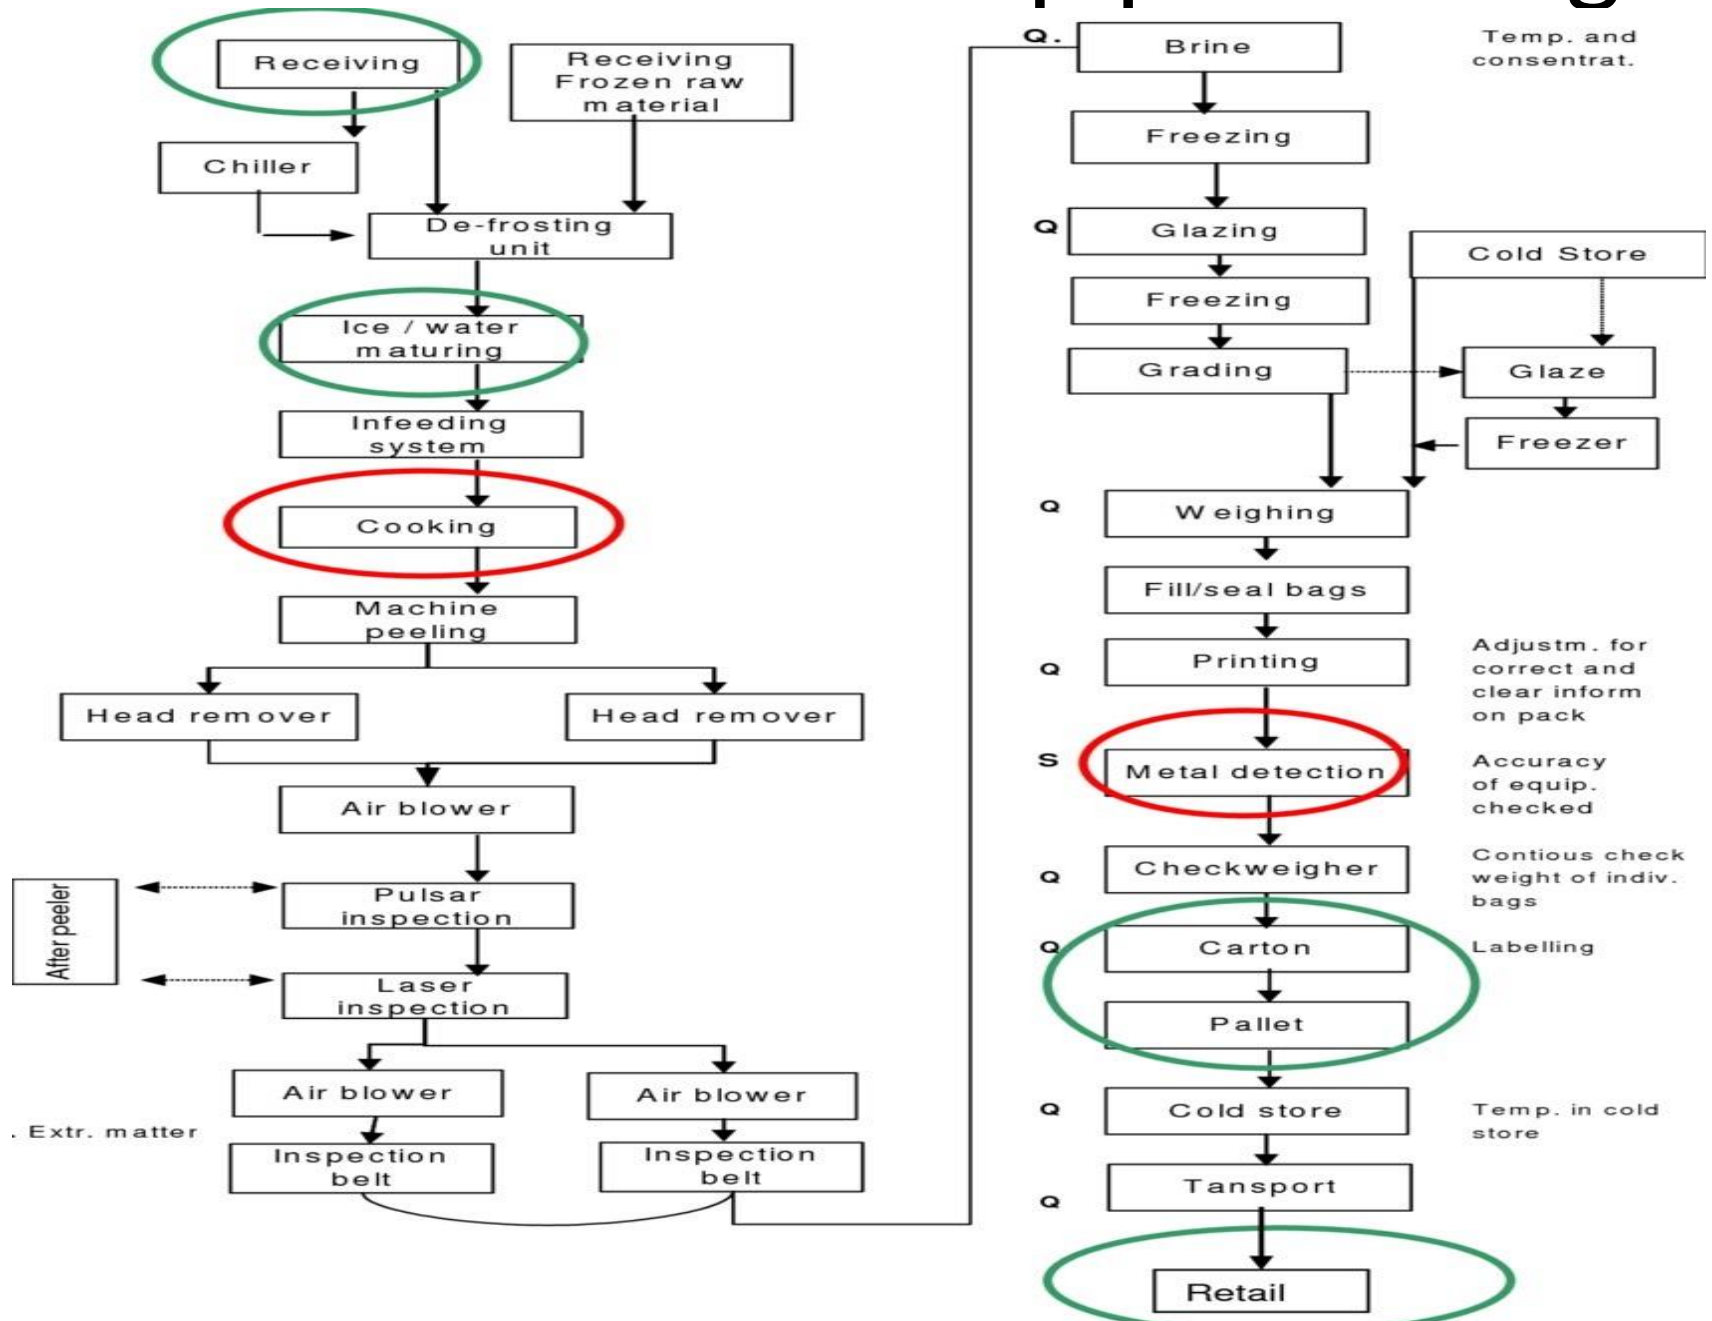 Receiving
Receiving
Frozen raw
material
Chiller
De-frosting
unit
Ice / water
maturing
Infeeding
system
Cooking
Machine
peeling
Head remover
Head remover
Air blower
After peeler
Pulsar
inspection
Laser
inspection
Air blower
Air blower
. Extr. matter
Inspection
belt
Inspection
belt
Q.
Brine
Temp. and
consentrat.
Freezing
Q
Glazing
Cold Store
Freezing
Grading
Glaze
Freezer
Q
Weighing
Fill/seal bags
Q
Printing
Adjustm. for
correct and
clear inform
on pack
S
Metal detection
Accuracy
of equip.
checked
Q
Checkweigher
Contious check
weight of indiv.
bags
Q
Carton
Labelling
Pallet
Q
Cold store
Temp. in cold
store
Q
Tansport
Retail